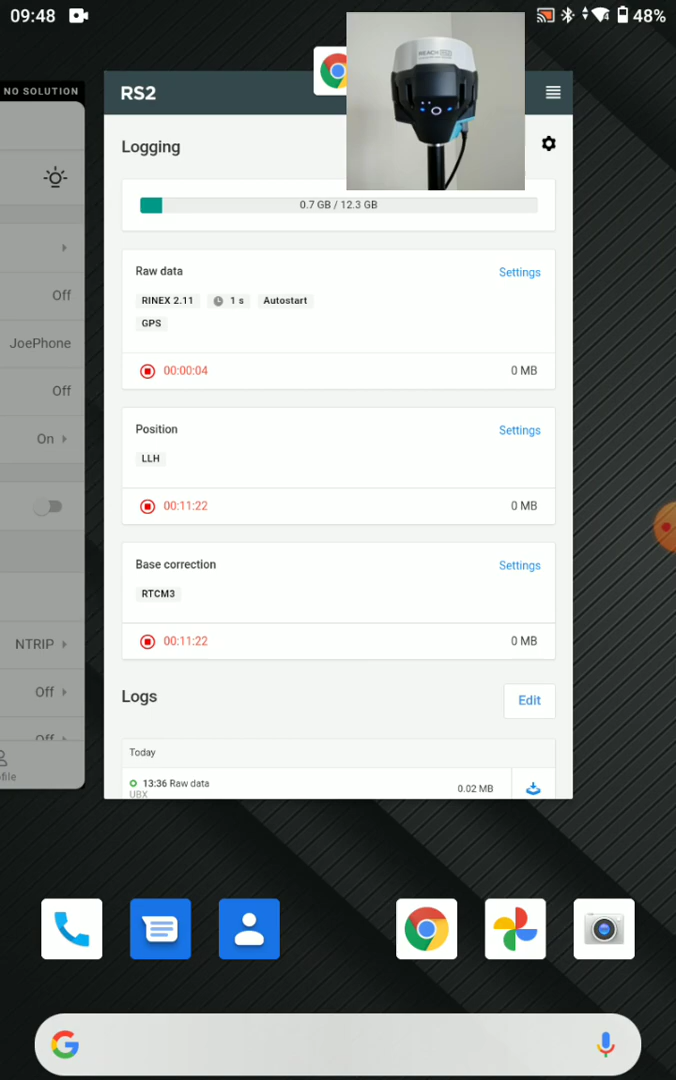 09:48
48%
NO SOLUTION
RS2
REACH
Logging
0.7 GB / 12.3 GB
Raw data
Settings
RINEX 2.11
1 s
Autostart
GPS
00:00:04
0 MB
Position
Settings
LLH
00:11:22
0 MB
Base correction
Settings
RTCM3
00:11:22
0 MB
Logs
Edit
Today
13:36 Raw data
UBX
0.02 MB
Off
JoePhone
Off
On
NTRIP
Off
Off
ofile